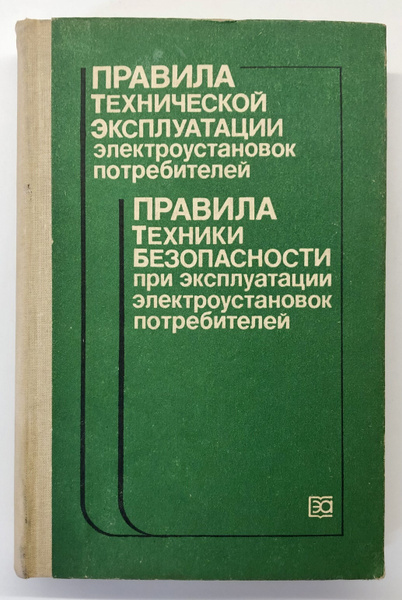 ПРАВИЛА
ТЕХНИЧЕСКОЙ
ЭКСПЛУАТАЦИИ
электроустановок
потребителей
ПРАВИЛА
ТЕХНИКИ
БЕЗОПАСНОСТИ
при эксплуатации
электроустановок
потребителей